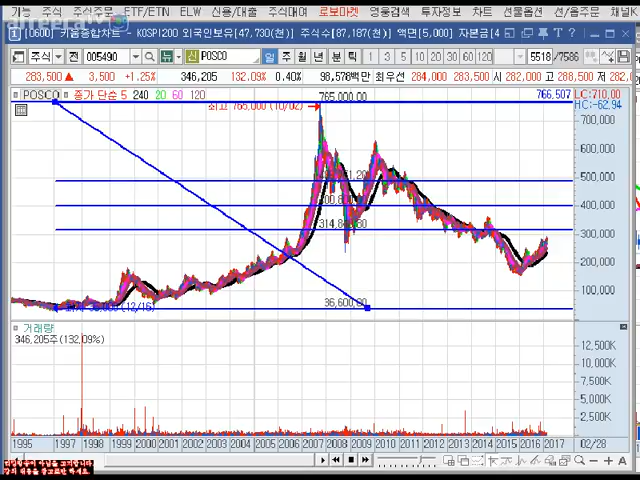 기능 주식 주식주문 ETF/ETN ELW 신용/대출 주식대여 로보마켓 영웅검색 투자정보 차트 선물옵션 선/옵주문 채널K
[0600] 키움종합차트 - KOSPI200 외국인보유[47,730(천)] 주식수[87,187(천)] 액면[5,000] 자본금[4
주식 전 005490 뉴 신 POSCO 일 주 월 년 분 틱 1 3 5 10 20 30 60 120 5518 /7586
283,500 ▲ 3,500 +1.25% 346,205 132.09% 0.40% 98,578백만 최우선 284,000 283,500 시 282,000 고 288,500 저 282,00
POSCO 종가 단순 5 240 20 60 120
765,000.00
766,507
LC:710.00
HC:-62.94
최고 765,000 (10/02)
700,000
600,000
500,000
400,000
314,8
300,000
200,000
100,000
36,600.00
(12/16)
거래량
346,205주(132.09%)
12,500K
10,000K
7,500K
5,000K
2,500K
1995 1997 1998 1999 2000 2001 2002 2003 2004 2005 2006 2007 2008 2009 2010 2011 2012 2013 2014 2015 2016 2017 02/28